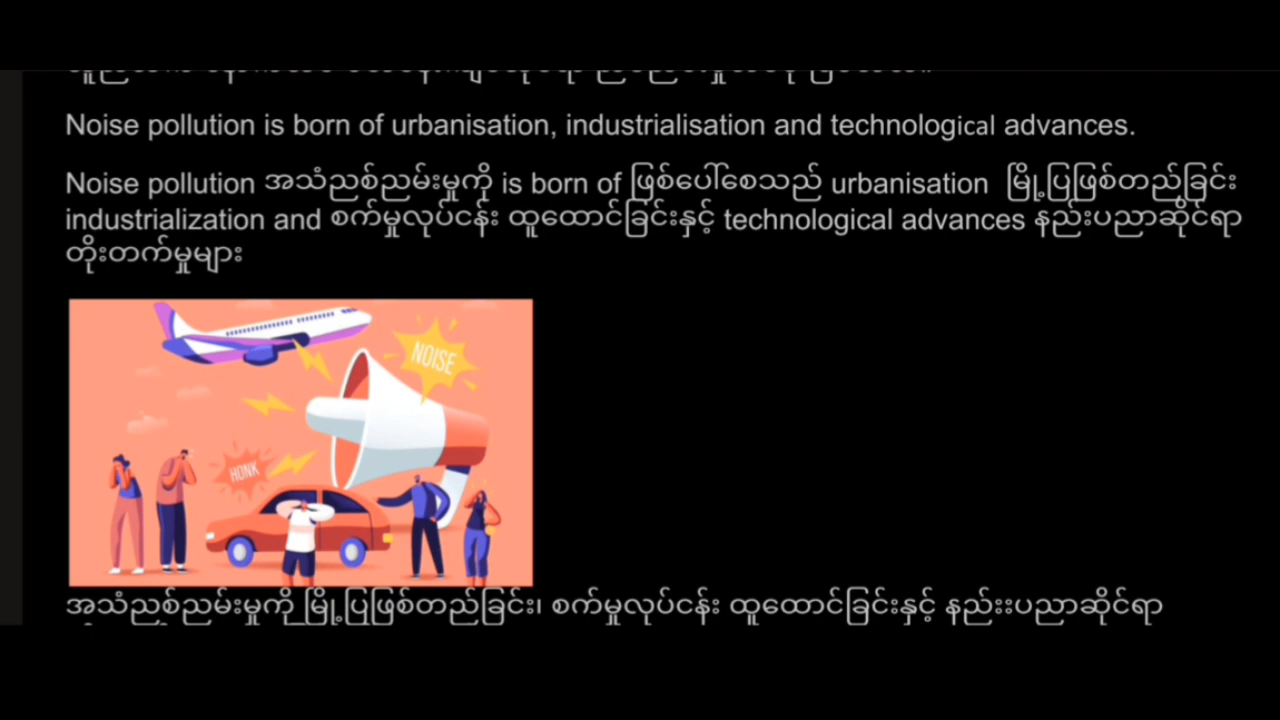 Noise pollution is born of urbanisation, industrialisation and technological advances.
Noise pollution အသံညစ်ညမ်းမှုကို is born of ဖြစ်ပေါ်စေသည် urbanisation မြို့ပြဖြစ်တည်ခြင်း
industrialization and စက်မှုလုပ်ငန်း ထူထောင်ခြင်းနှင့် technological advances နည်းပညာဆိုင်ရာ
တိုးတက်မှုများ
NOISE
HONK
အသံညစ်ညမ်းမှုကို မြို့ပြဖြစ်တည်ခြင်း၊ စက်မှုလုပ်ငန်း ထူထောင်ခြင်းနှင့် နည်းးပညာဆိုင်ရာ